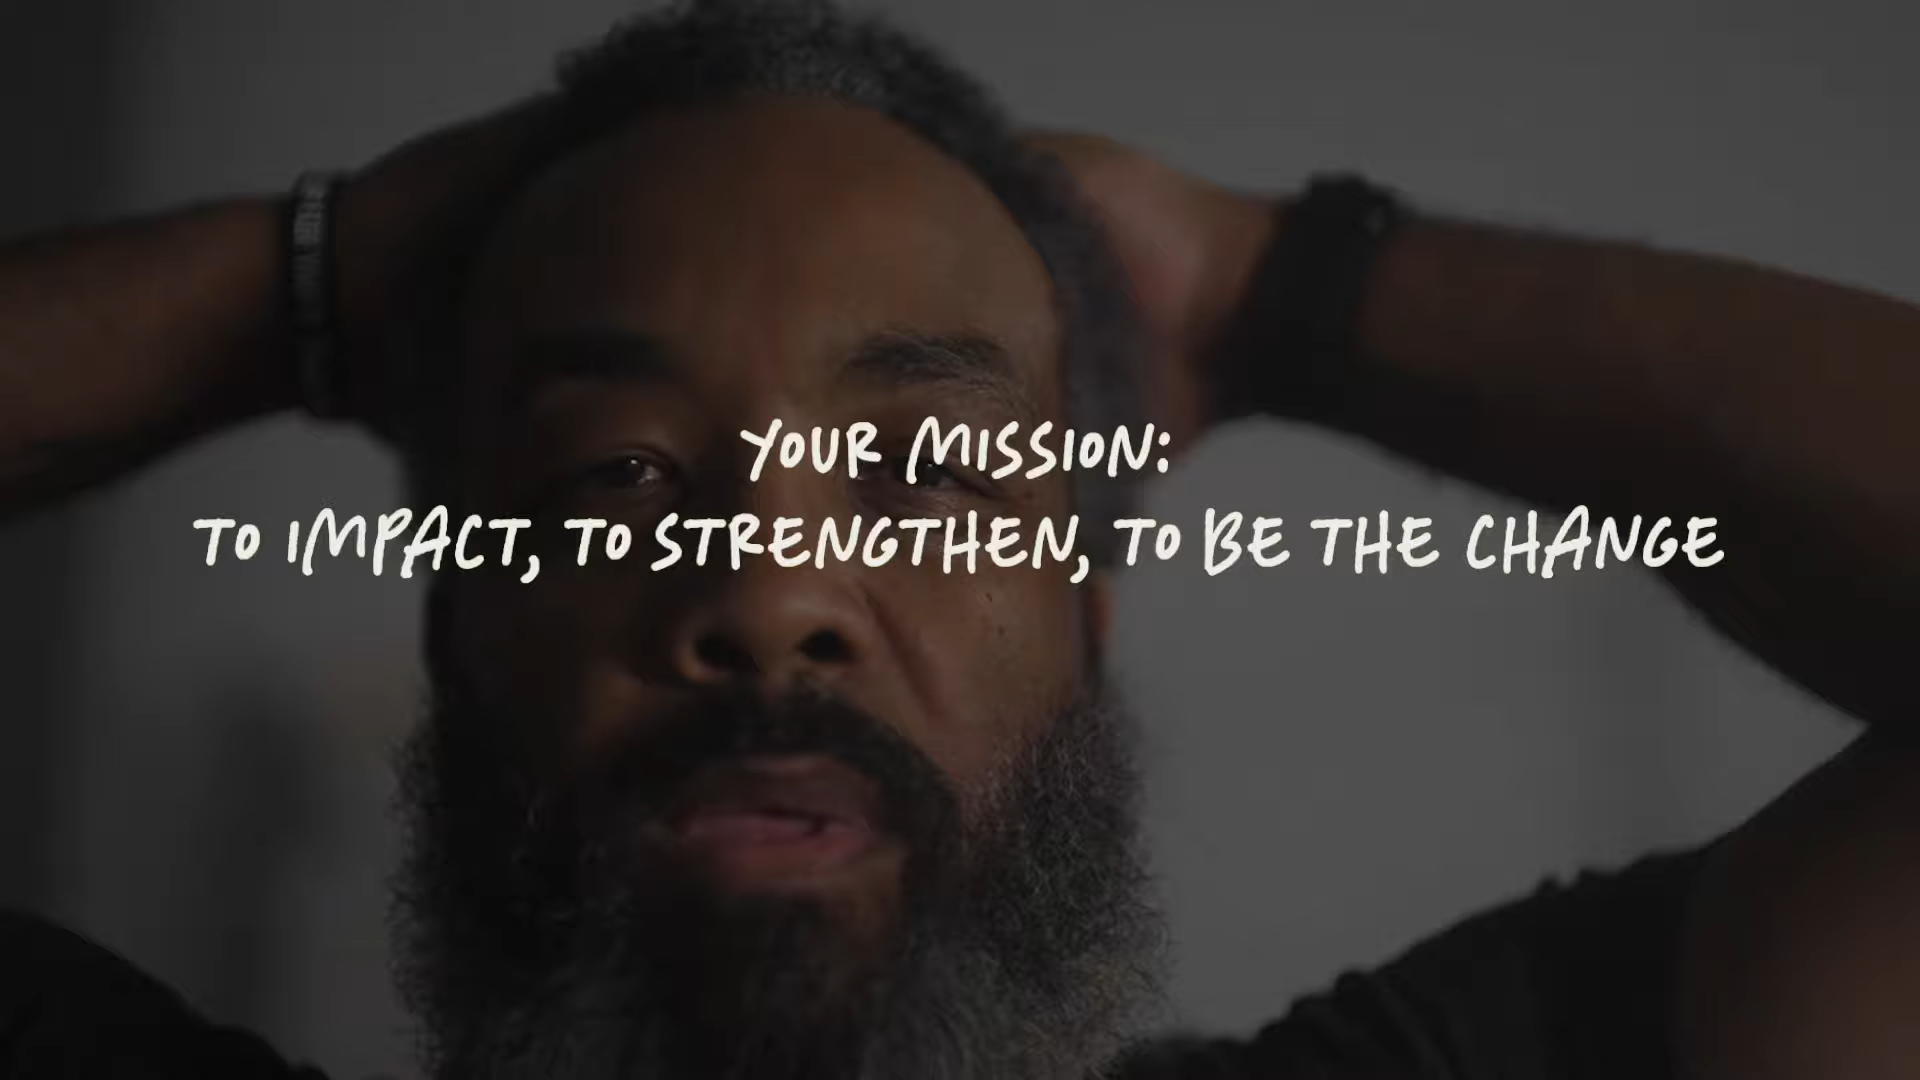 YOUR MISSION:
TO IMPACT, TO STRENGTHEN, TO BE THE CHANGE